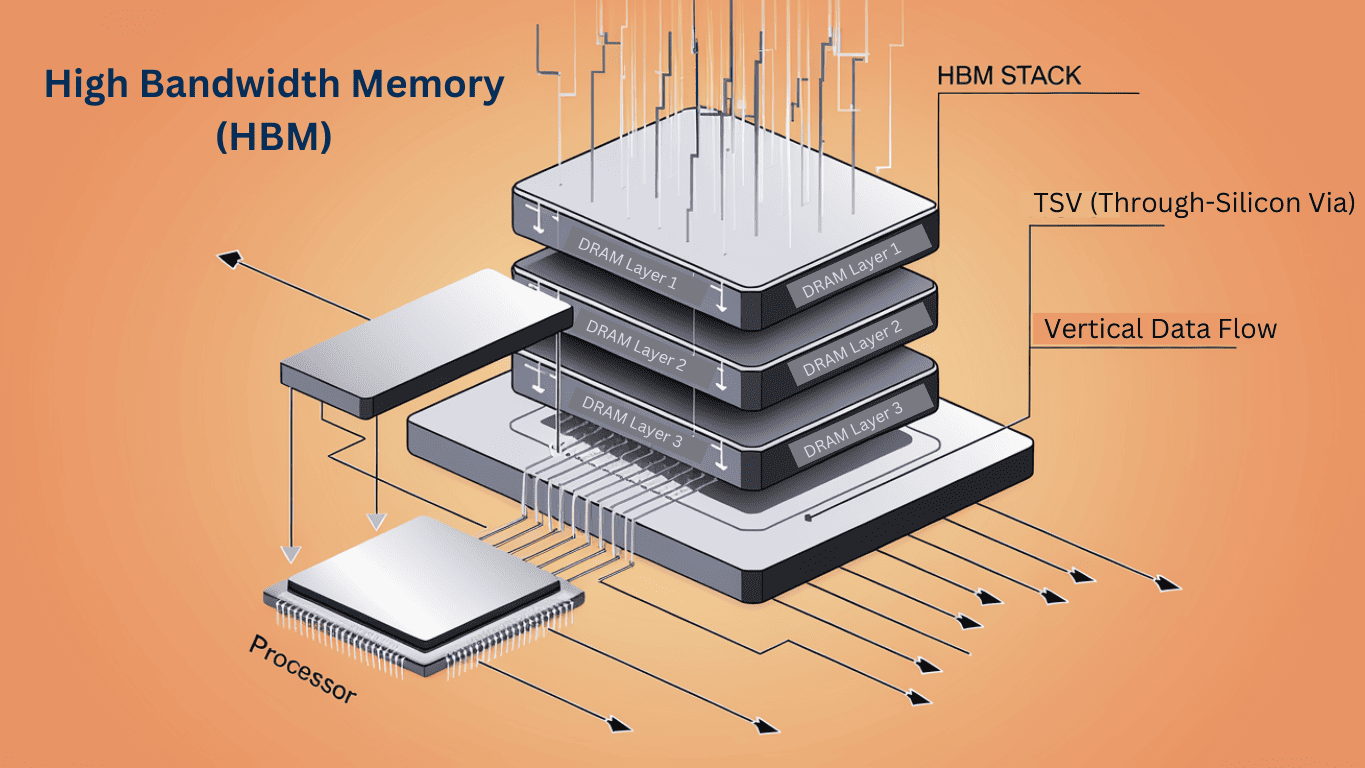 High Bandwidth Memory
(HBM)
HBM STACK
TSV (Through-Silicon Via)
Vertical Data Flow
DRAM Layer 1
DRAM Layer 1
DRAM Layer 2
DRAM Layer 2
DRAM Layer 3
DRAM Layer 3
Processor